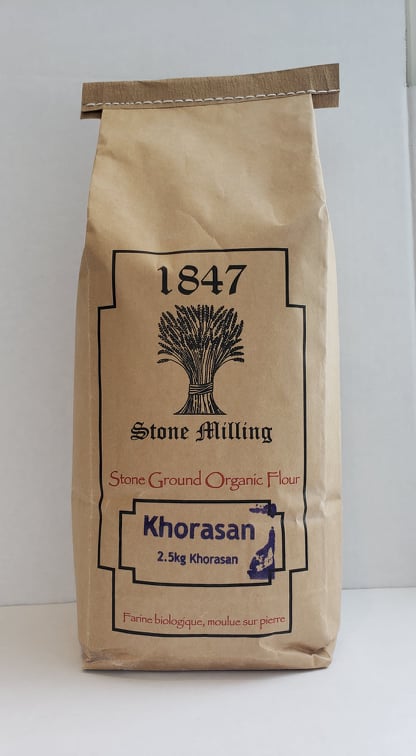 1847
Stone Milling
Stone Ground Organic Flour
Khorasan
2.5kg Khorasan
Farine biologique, moulue sur pierre